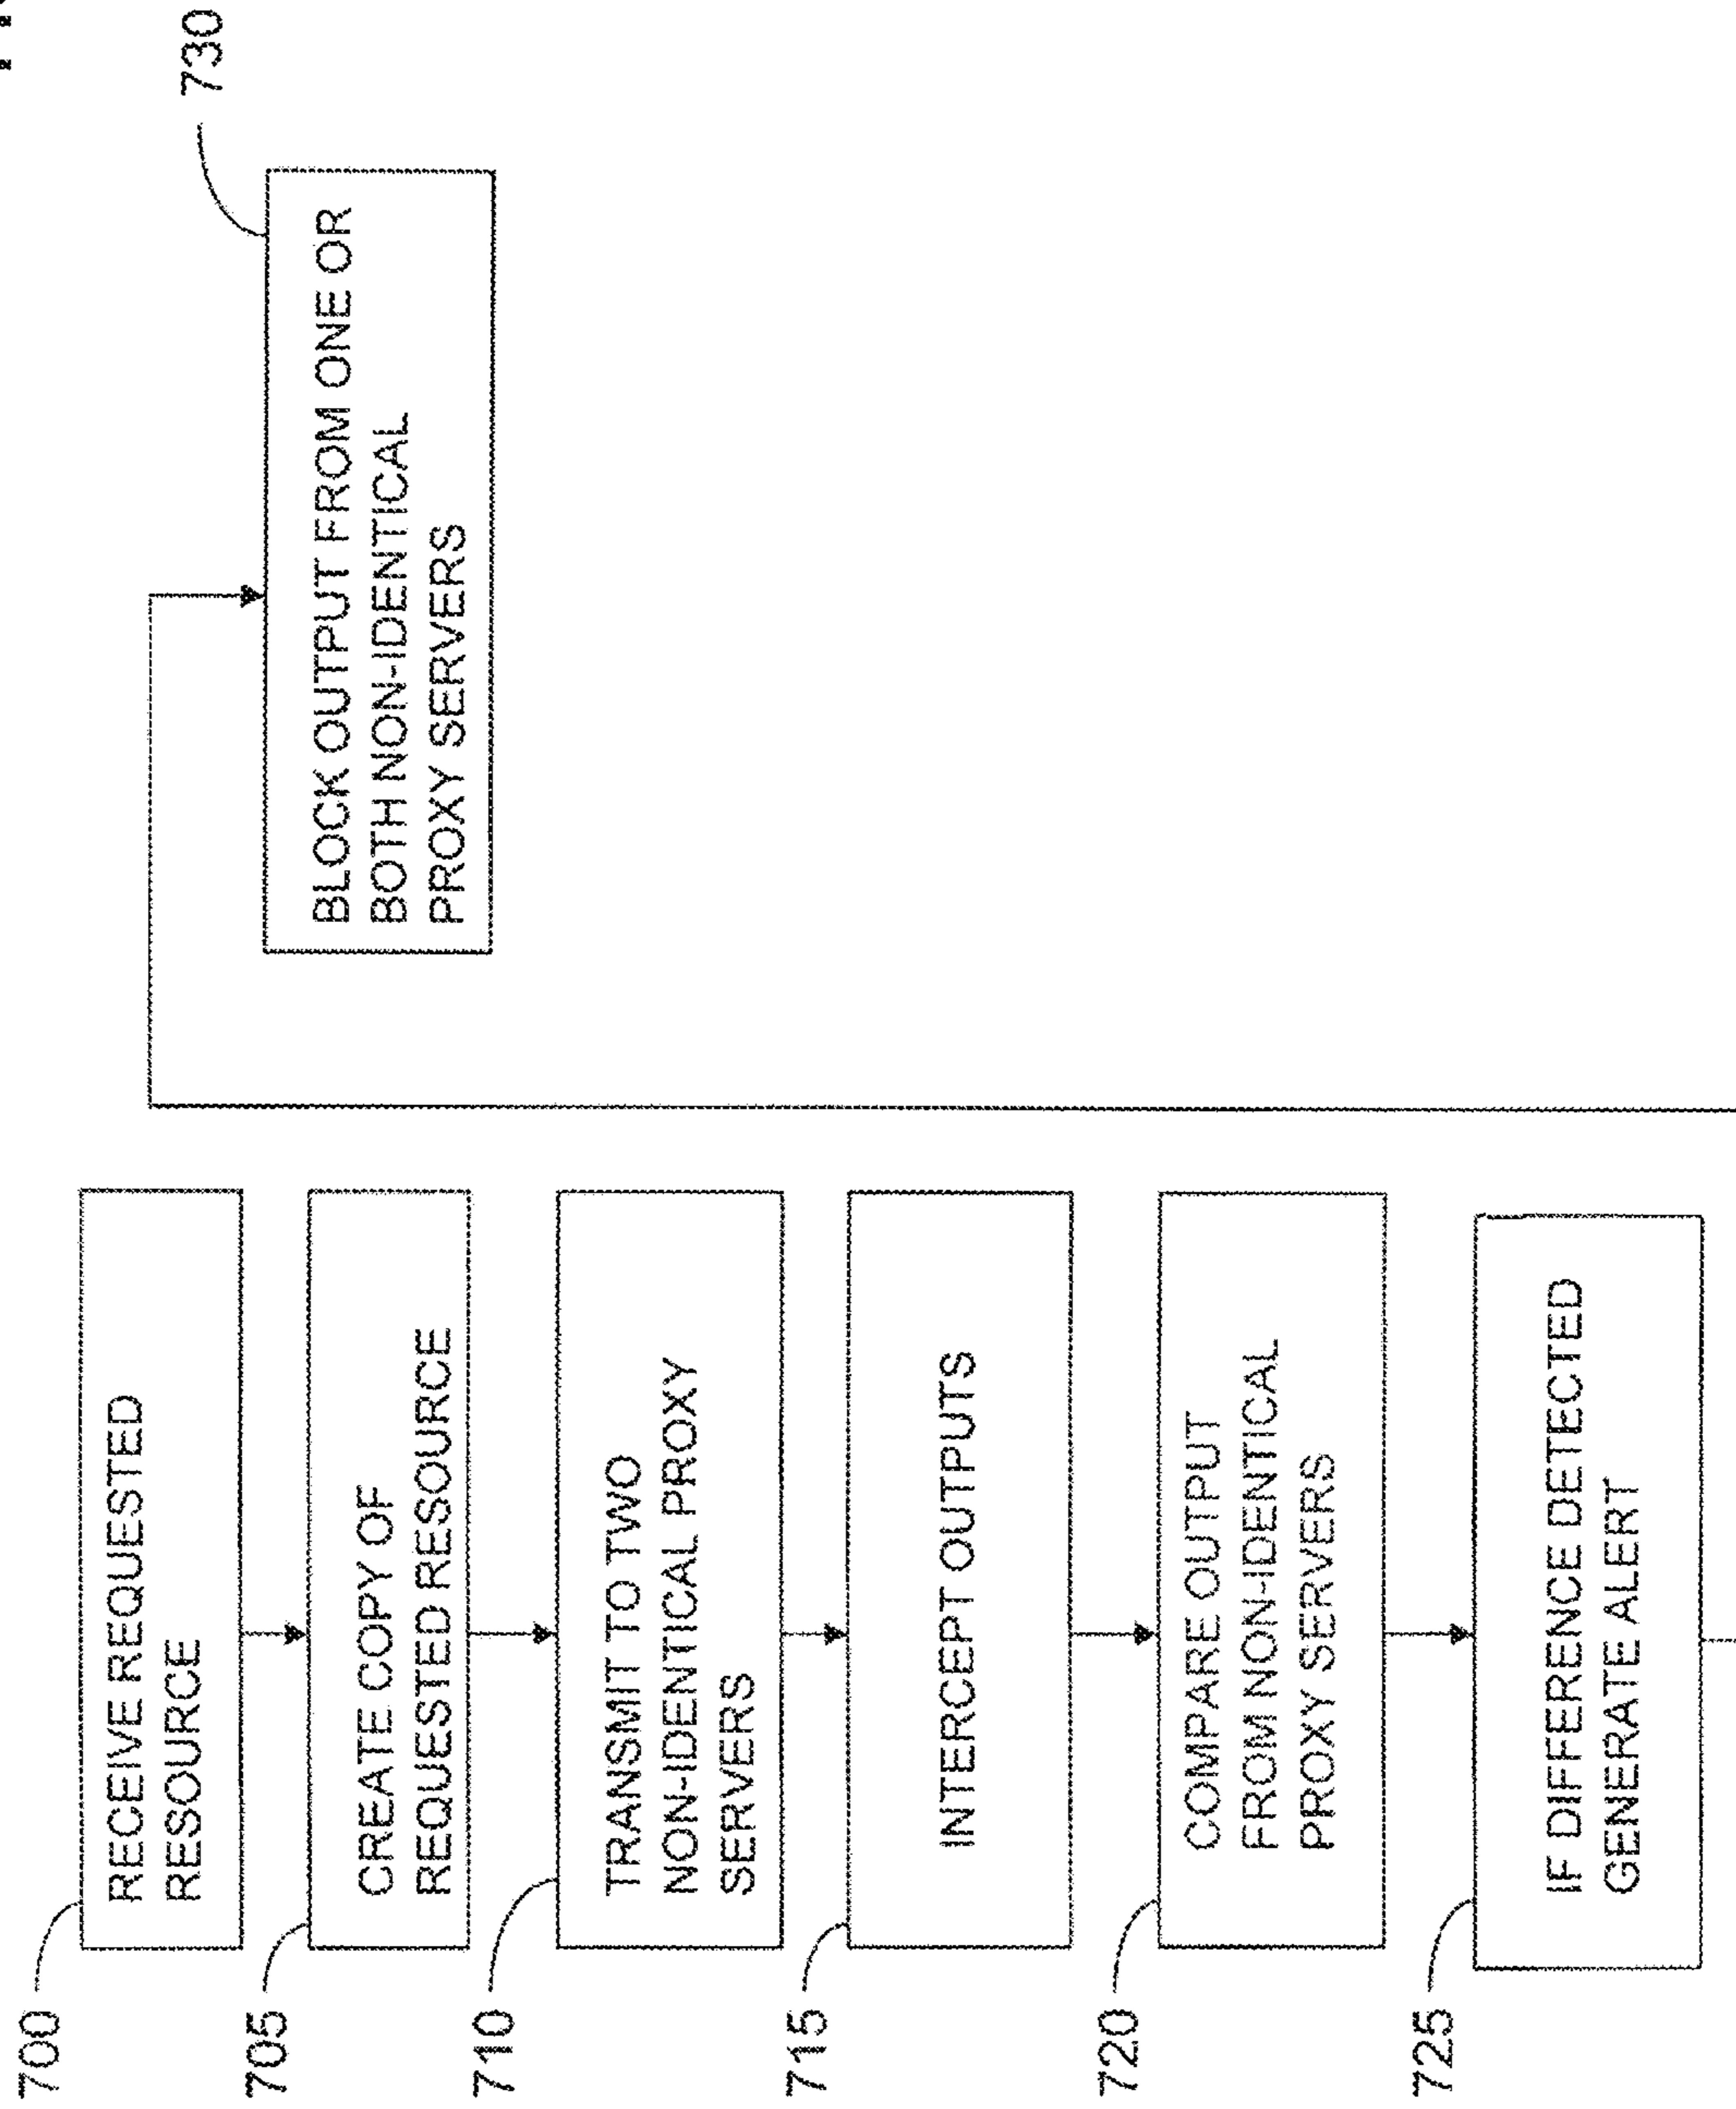 700
RECEIVE REQUESTED
RESOURCE
705
CREATE COPY OF
REQUESTED RESOURCE
710
TRANSMIT TO TWO
NON-IDENTICAL PROXY
SERVERS
715
INTERCEPT OUTPUTS
720
COMPARE OUTPUT
FROM NON-IDENTICAL
PROXY SERVERS
725
IF DIFFERENCE DETECTED
GENERATE ALERT
730
BLOCK OUTPUT FROM ONE OR
BOTH NON-IDENTICAL
PROXY SERVERS